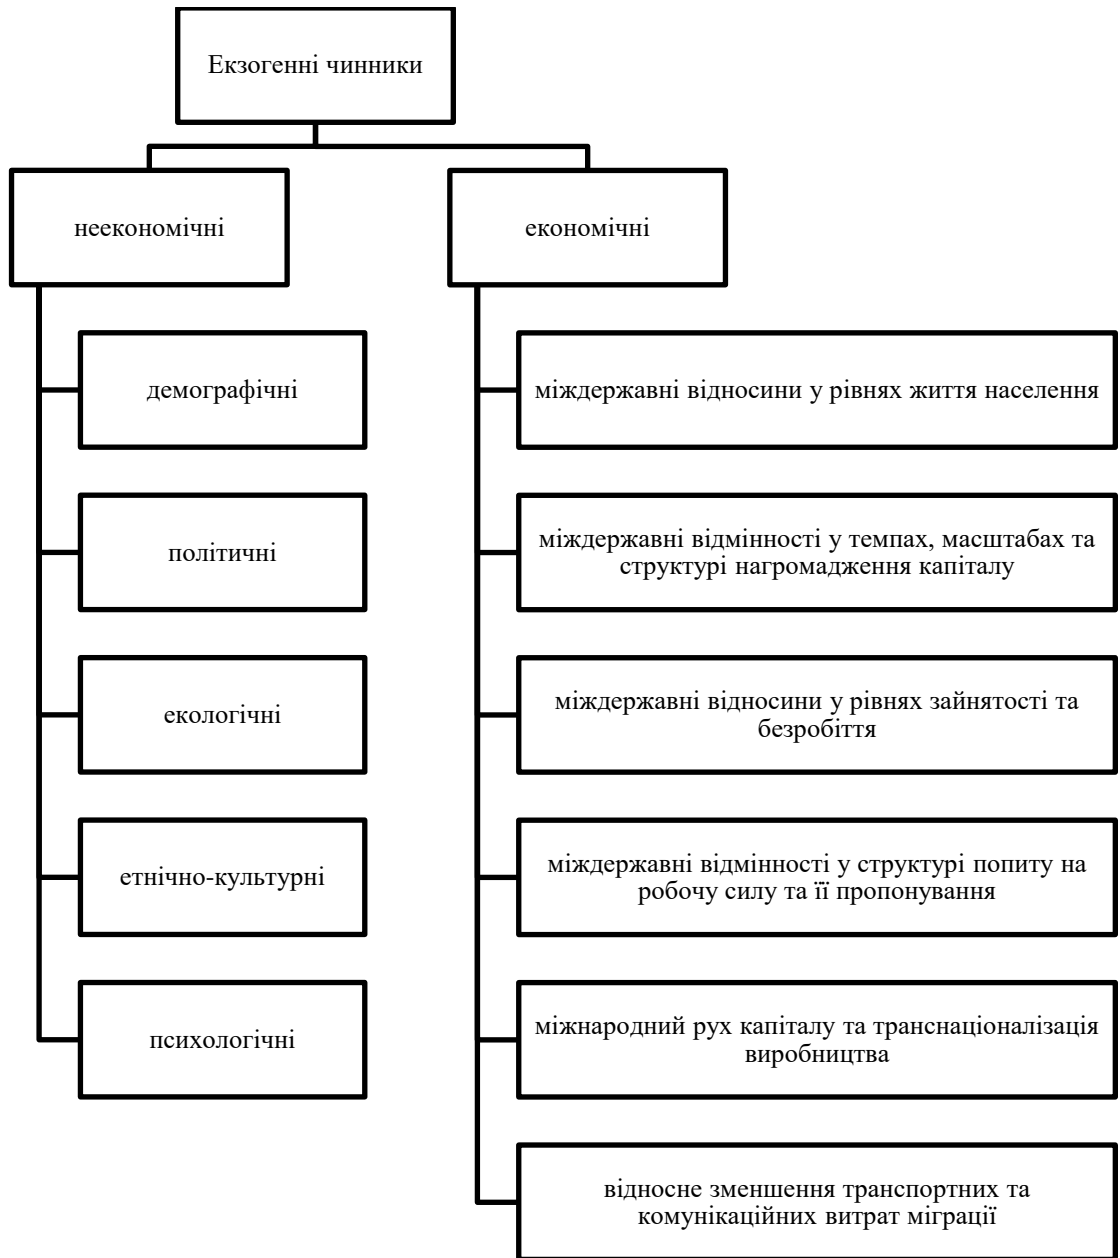 Екзогенні чинники
неекономічні
економічні
демографічні
політичні
екологічні
етнічно-культурні
психологічні
міждержавні відносини у рівнях життя населення
міждержавні відмінності у темпах, масштабах та
структурі нагромадження капіталу
міждержавні відносини у рівнях зайнятості та
безробіття
міждержавні відмінності у структурі попиту на
робочу силу та її пропонування
міжнародний рух капіталу та транснаціоналізація
виробництва
відносне зменшення транспортних та
комунікаційних витрат міграції